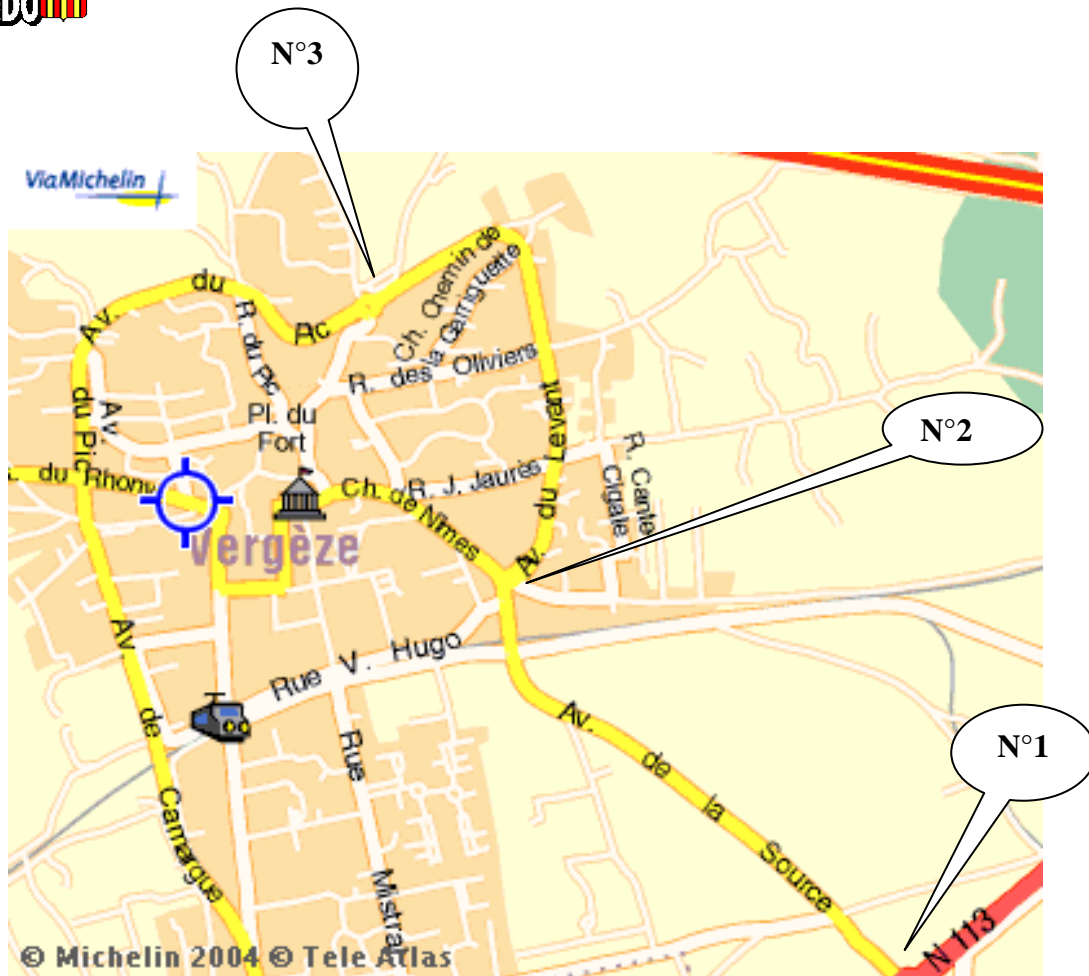 DO
N°3
ViaMichelin
Av. du Pic
R. du Pic
Ch. Chemin de
la Garriguette
R. des Oliviers
Av.
du Pic
Pl. du
Fort
Av. du Levant
N°2
R. Cante
Cigale
R. J. Jaurès
Ch. de Nîmes
du Rhony
Vergèze
Rue V. Hugo
Av. de Camargue
Rue Mistral
Av. de la Source
N°1
N 113
© Michelin 2004 © Tele Atlas